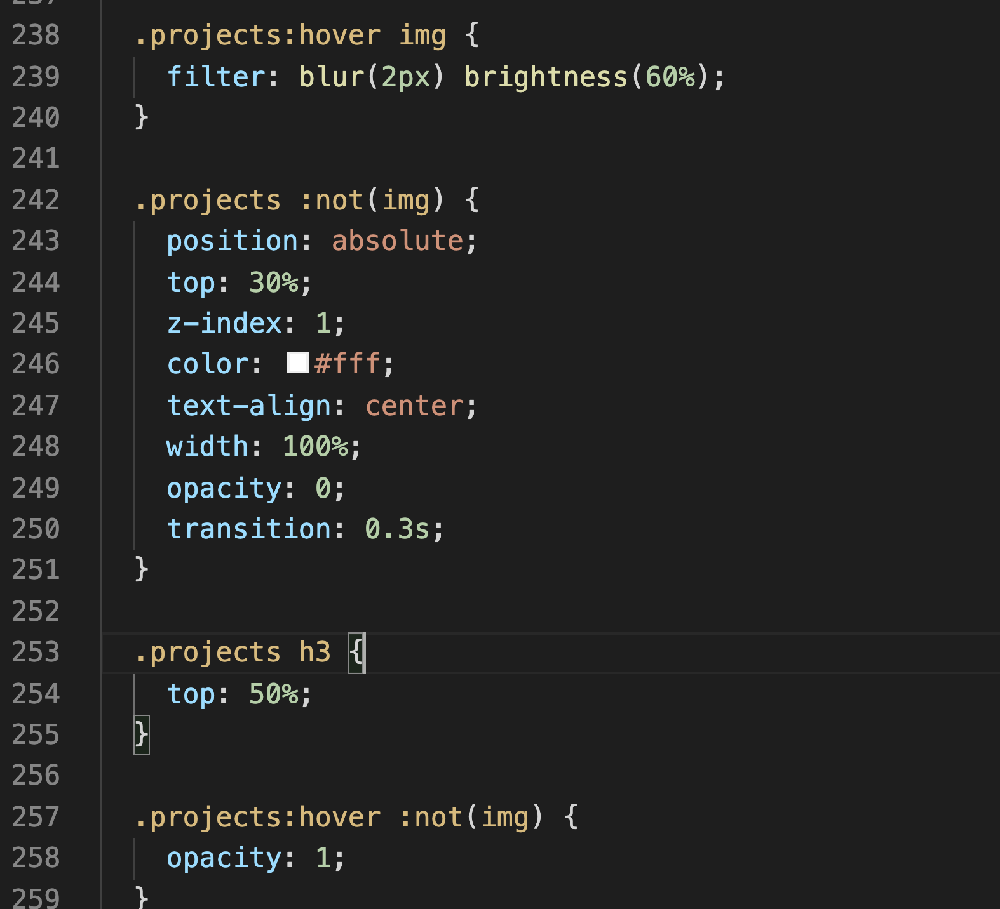 238 .projects:hover img {
239 filter: blur(2px) brightness(60%);
240 }
241
242 .projects :not(img) {
243 position: absolute;
244 top: 30%;
245 z-index: 1;
246 color: #fff;
247 text-align: center;
248 width: 100%;
249 opacity: 0;
250 transition: 0.3s;
251 }
252
253 .projects h3 {
254 top: 50%;
255 }
256
257 .projects:hover :not(img) {
258 opacity: 1;
259 }